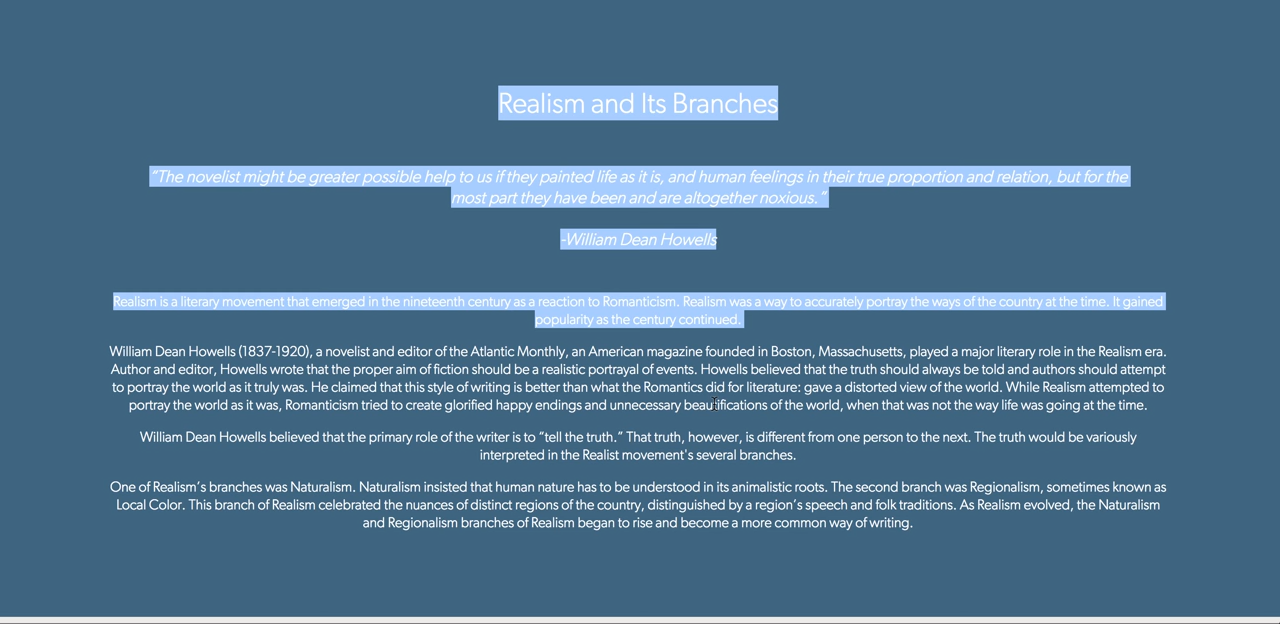 Realism and Its Branches
“The novelist might be greater possible help to us if they painted life as it is, and human feelings in their true proportion and relation, but for the
most part they have been and are altogether noxious.”
-William Dean Howells
Realism is a literary movement that emerged in the nineteenth century as a reaction to Romanticism. Realism was a way to accurately portray the ways of the country at the time. It gained
popularity as the century continued.
William Dean Howells (1837-1920), a novelist and editor of the Atlantic Monthly, an American magazine founded in Boston, Massachusetts, played a major literary role in the Realism era.
Author and editor, Howells wrote that the proper aim of fiction should be a realistic portrayal of events. Howells believed that the truth should always be told and authors should attempt
to portray the world as it truly was. He claimed that this style of writing is better than what the Romantics did for literature: gave a distorted view of the world. While Realism attempted to
portray the world as it was, Romanticism tried to create glorified happy endings and unnecessary beautifications of the world, when that was not the way life was going at the time.
William Dean Howells believed that the primary role of the writer is to “tell the truth.” That truth, however, is different from one person to the next. The truth would be variously
interpreted in the Realist movement's several branches.
One of Realism’s branches was Naturalism. Naturalism insisted that human nature has to be understood in its animalistic roots. The second branch was Regionalism, sometimes known as
Local Color. This branch of Realism celebrated the nuances of distinct regions of the country, distinguished by a region’s speech and folk traditions. As Realism evolved, the Naturalism
and Regionalism branches of Realism began to rise and become a more common way of writing.